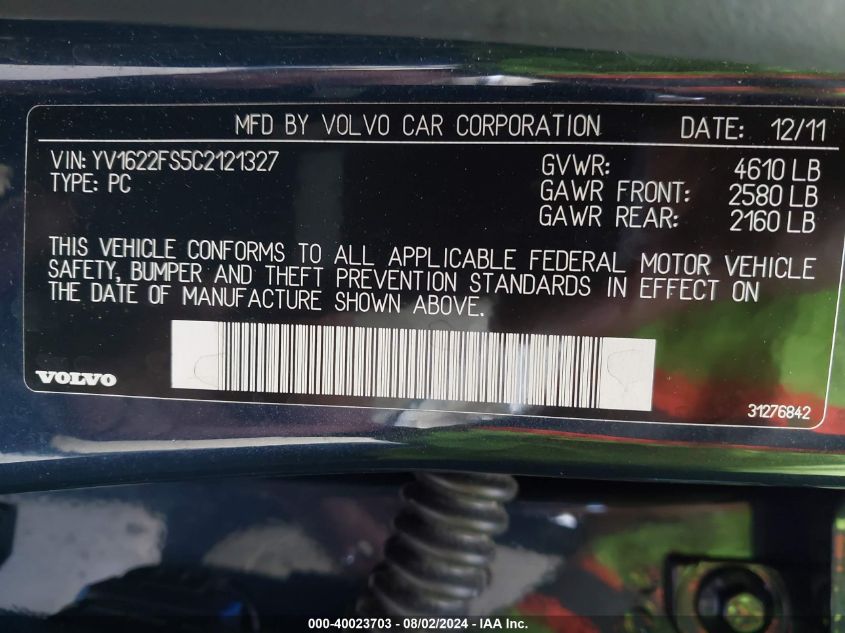 MFD BY VOLVO CAR CORPORATION DATE: 12/11
VIN: YV1622FS5C2121327 GVWR: 4610 LB
TYPE: PC GAWR FRONT: 2580 LB
GAWR REAR: 2160 LB
THIS VEHICLE CONFORMS TO ALL APPLICABLE FEDERAL MOTOR VEHICLE
SAFETY, BUMPER AND THEFT PREVENTION STANDARDS IN EFFECT ON
THE DATE OF MANUFACTURE SHOWN ABOVE.
VOLVO
31276842
000-40023703 - 08/02/2024 - IAA Inc.